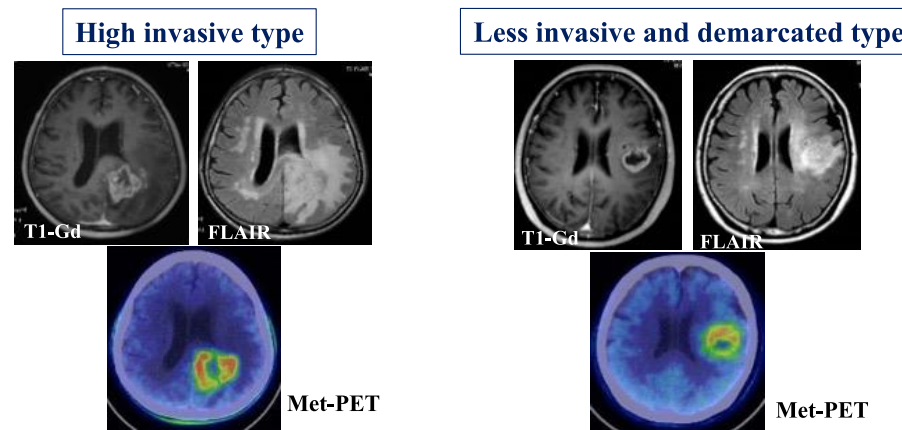 High invasive type
Less invasive and demarcated type
T1-Gd
FLAIR
T1-Gd
FLAIR
Met-PET
Met-PET